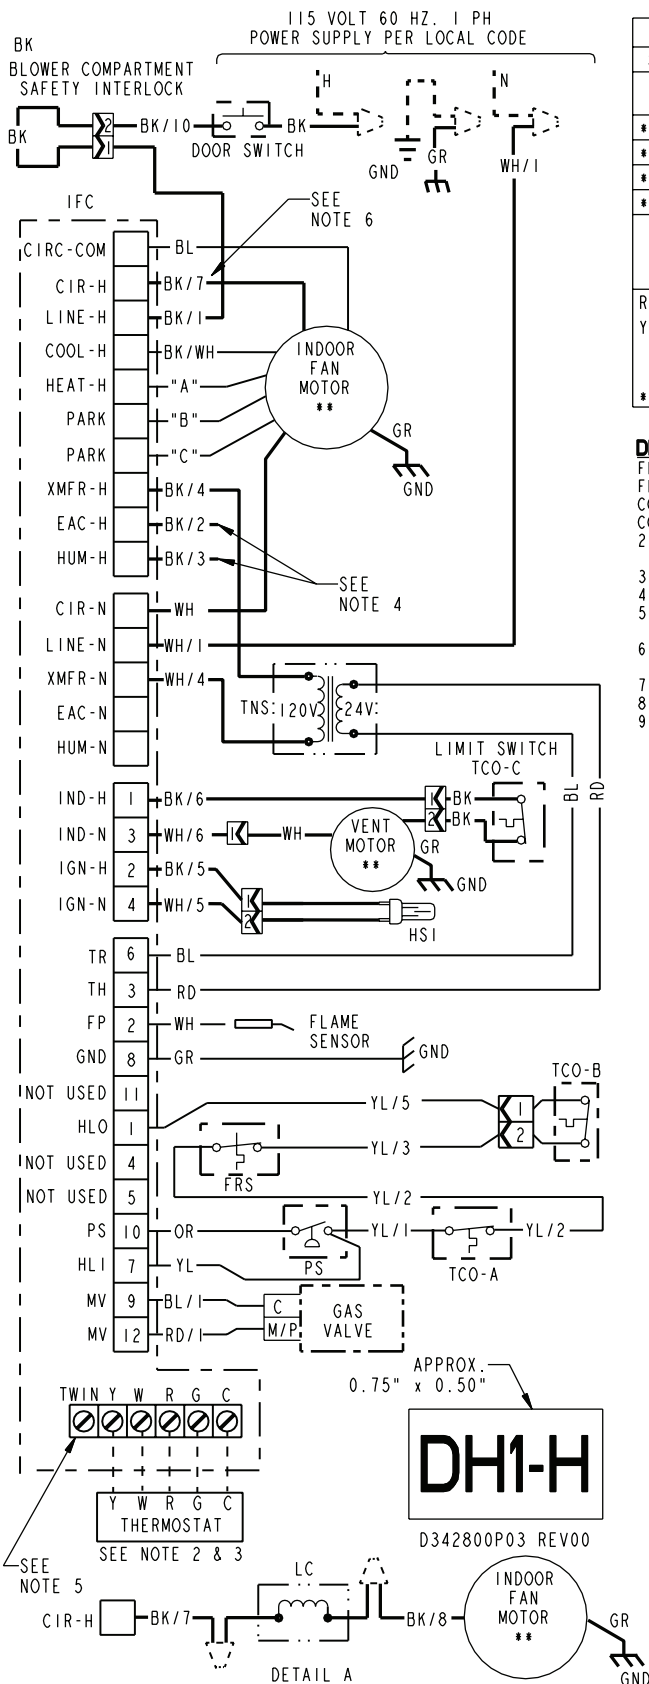 115 VOLT 60 HZ. 1 PH
POWER SUPPLY PER LOCAL CODE
BK
BLOWER COMPARTMENT
SAFETY INTERLOCK
BK
2
1
BK/10
BK
DOOR SWITCH
H
N
GND
GR
WH/1
SEE
NOTE 6
IFC
CIRC-COM
BL
CIR-H
BK/7
LINE-H
BK/1
COOL-H
BK/WH
HEAT-H
"A"
PARK
"B"
PARK
"C"
INDOOR
FAN
MOTOR
**
GR
GND
XMFR-H
BK/4
EAC-H
BK/2
HUM-H
BK/3
SEE
NOTE 4
CIR-N
WH
LINE-N
WH/1
XMFR-N
WH/4
EAC-N
HUM-N
TNS
120V
24V
BL
RD
LIMIT SWITCH
TCO-C
IND-H
1
BK/6
1
BK
IND-N
3
WH/6
1
WH
2
BK
VENT
MOTOR
**
GR
GND
IGN-H
2
BK/5
1
IGN-N
4
WH/5
2
HSI
TR
6
BL
TH
3
RD
FP
2
WH
FLAME
SENSOR
GND
8
GR
GND
NOT USED
11
HLO
1
YL/5
1
2
TCO-B
YL/3
NOT USED
4
FRS
NOT USED
5
YL/2
PS
10
OR
PS
YL/1
TCO-A
YL/2
HLI
7
YL
MV
9
BL/1
C
MV
12
RD/1
M/P
GAS
VALVE
TWIN Y W R G C
Y W R G C
THERMOSTAT
SEE NOTE 2 & 3
SEE
NOTE 5
APPROX.
0.75" x 0.50"
DH1-H
D342800P03 REV00
CIR-H
BK/7
LC
BK/8
INDOOR
FAN
MOTOR
**
GR
GND
DETAIL A
*
*
*
*
R
Y
*
2
3
4
5
6
7
8
9